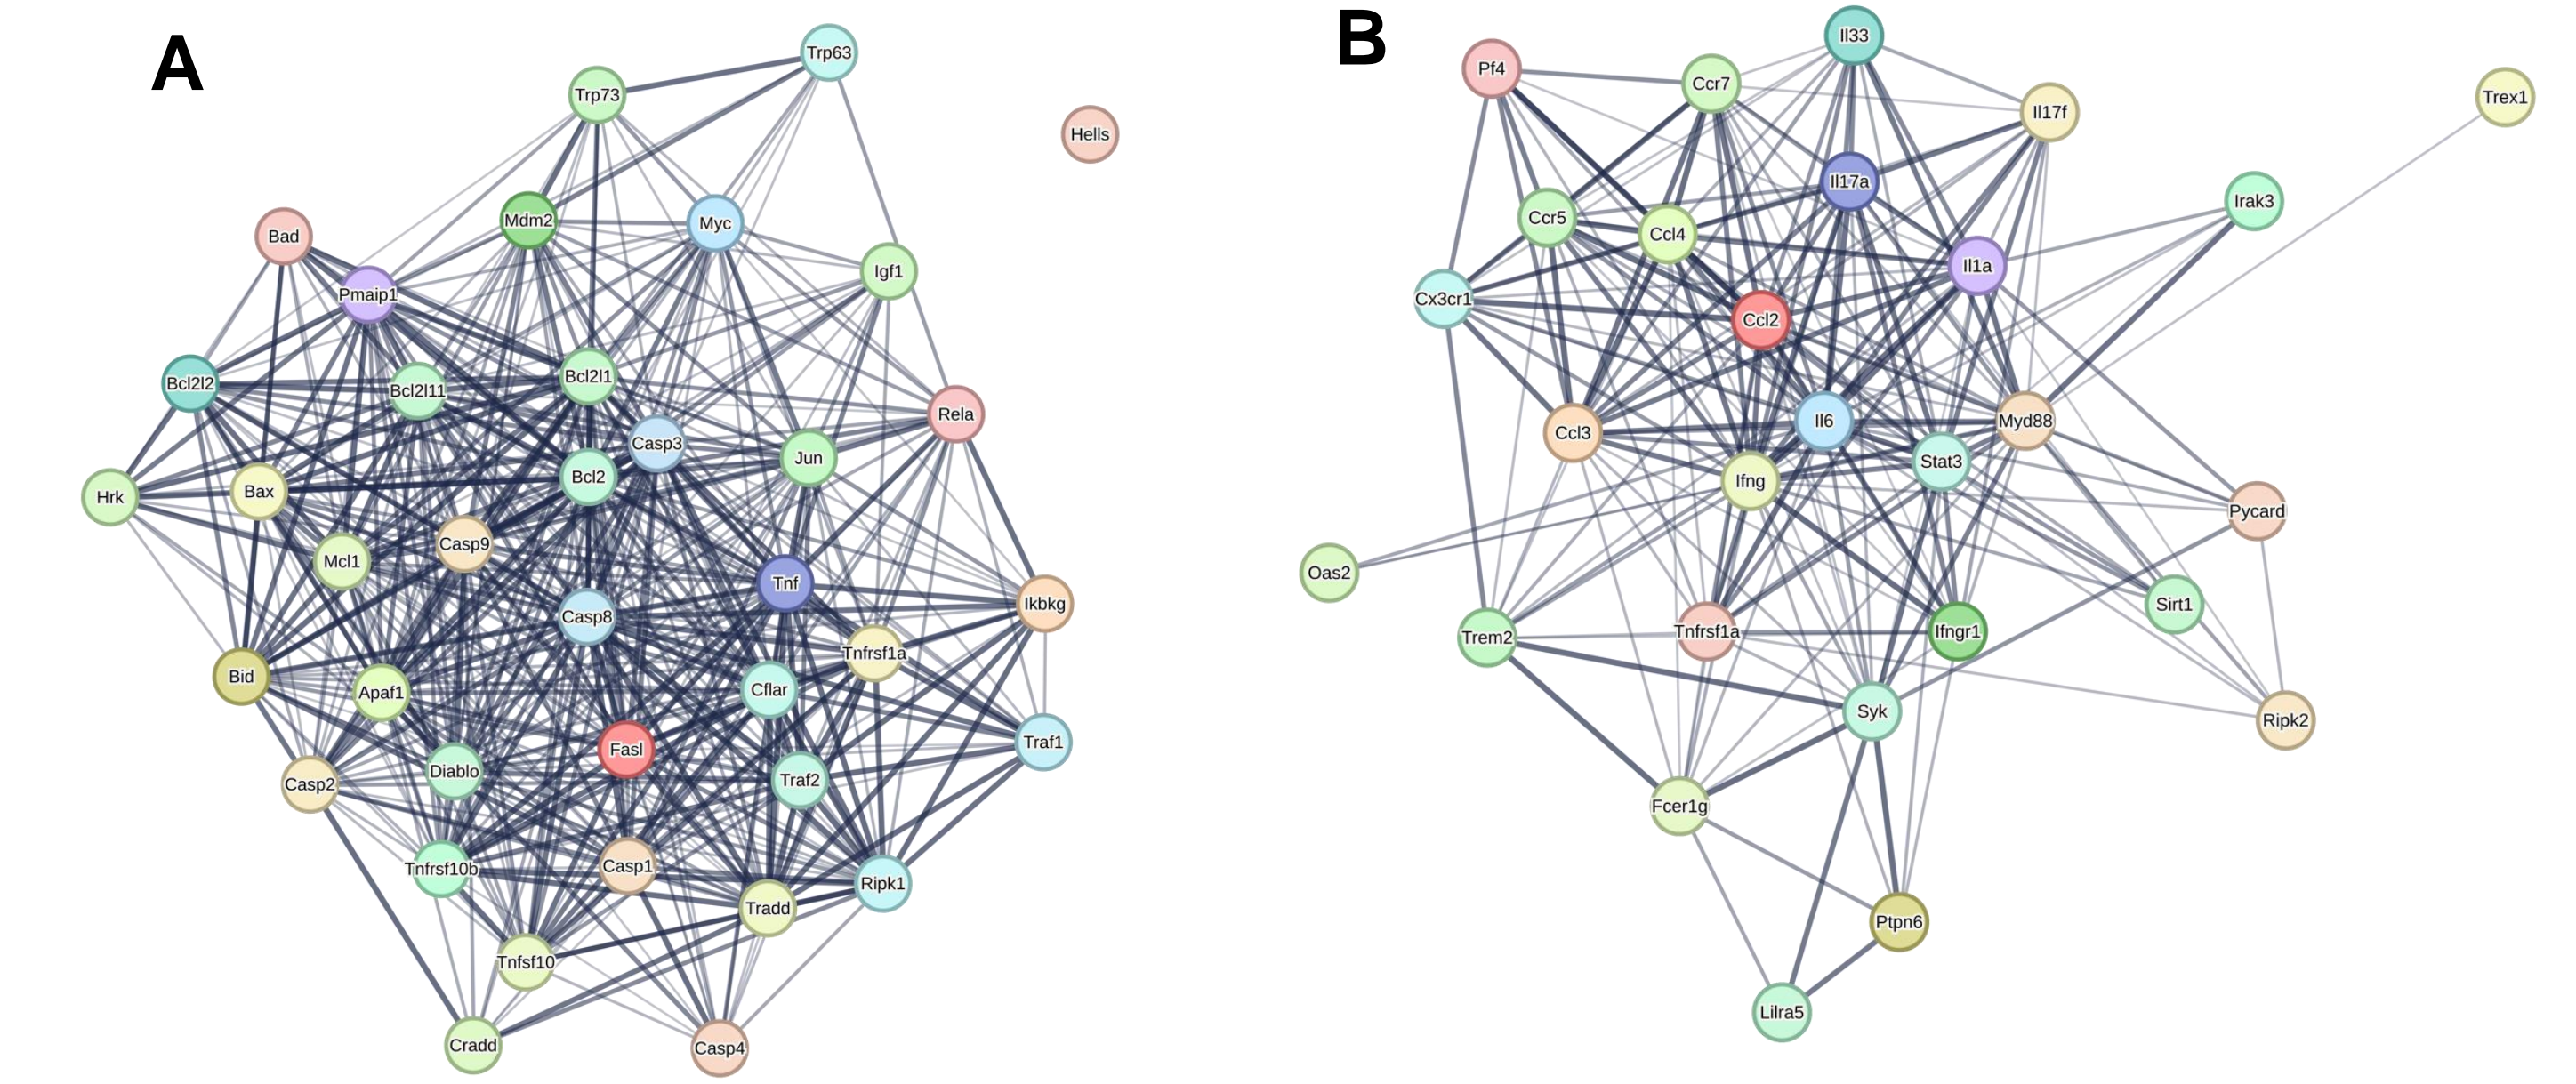 A
Trp63
Trp73
Hells
Mdm2
Myc
Bad
Igf1
Pmaip1
Bcl2l2
Bcl2l11
Bcl2l1
Rela
Casp3
Jun
Bcl2
Hrk
Bax
Casp9
Mcl1
Tnf
Ikbkg
Casp8
Tnfrsf1a
Bid
Apaf1
Cflar
Traf1
Fasl
Diablo
Traf2
Casp2
Tnfrsf10b
Casp1
Ripk1
Tradd
Tnfsf10
Cradd
Casp4
B
Il33
Pf4
Ccr7
Trex1
Il17f
Il17a
Irak3
Ccr5
Ccl4
Il1a
Cx3cr1
Ccl2
Ccl3
Il6
Myd88
Stat3
Ifng
Pycard
Oas2
Sirt1
Trem2
Tnfrsf1a
Ifngr1
Syk
Ripk2
Fcer1g
Ptpn6
Lilra5